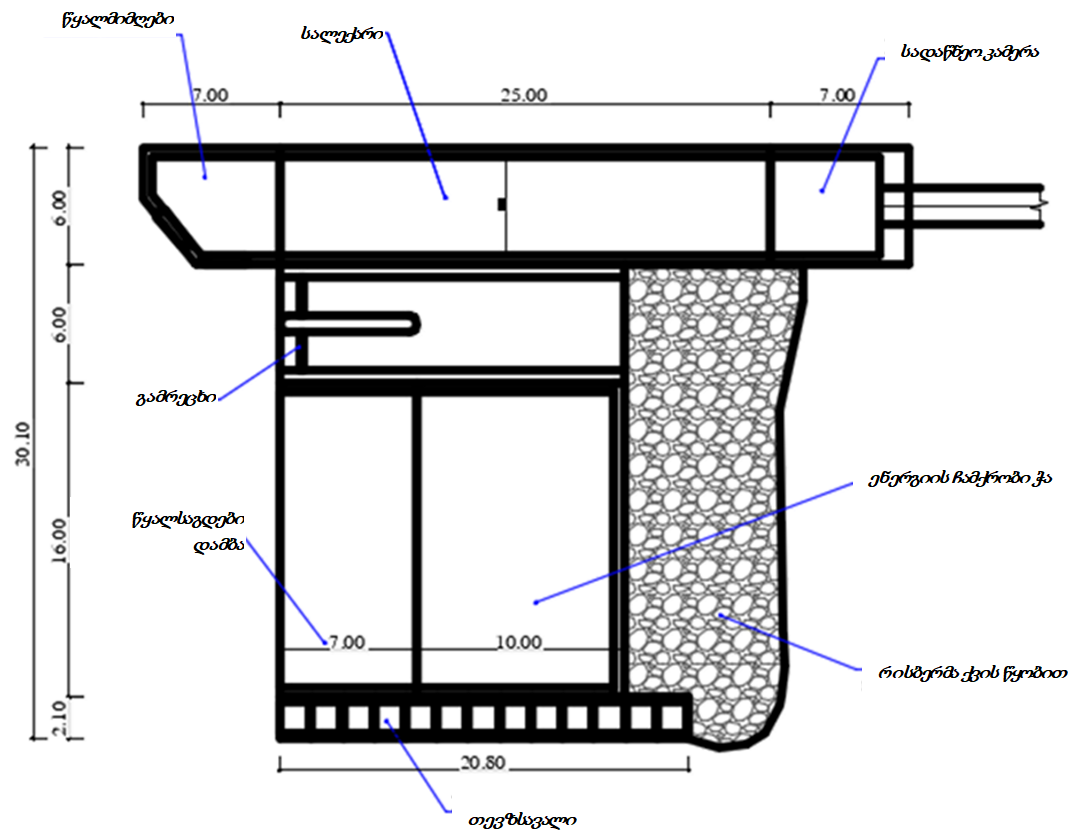 წყალმიმღები
სალექარი
სადაწნეო კამერა
7.00
25.00
7.00
6.00
6.00
გამრეცხი
30.10
ენერგიის ჩამქრობი ჭა
წყალსაგდები
დამბა
16.00
7.00
10.00
რისბერმა ქვის წყობით
2.10
20.80
თევზსავალი